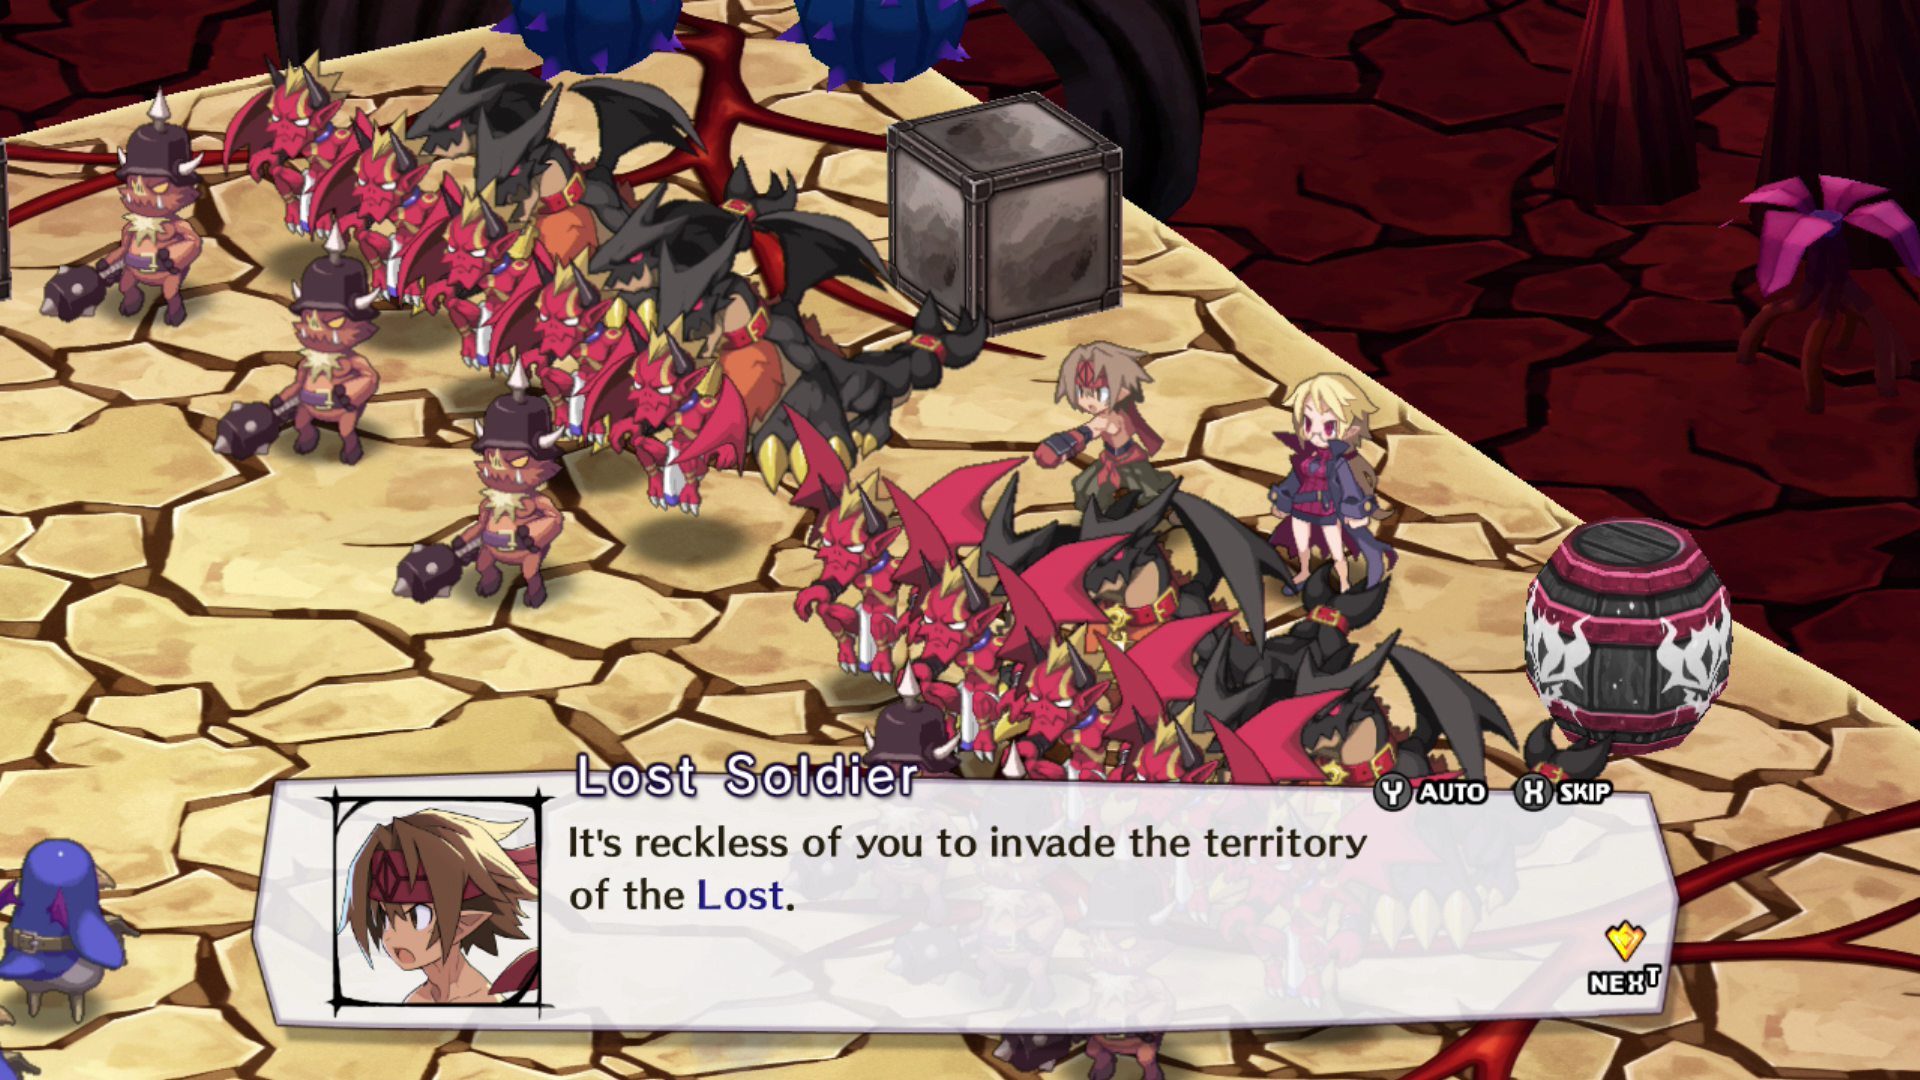 Lost Soldier
Y AUTO X SKIP
It's reckless of you to invade the territory
of the Lost.
NEXT